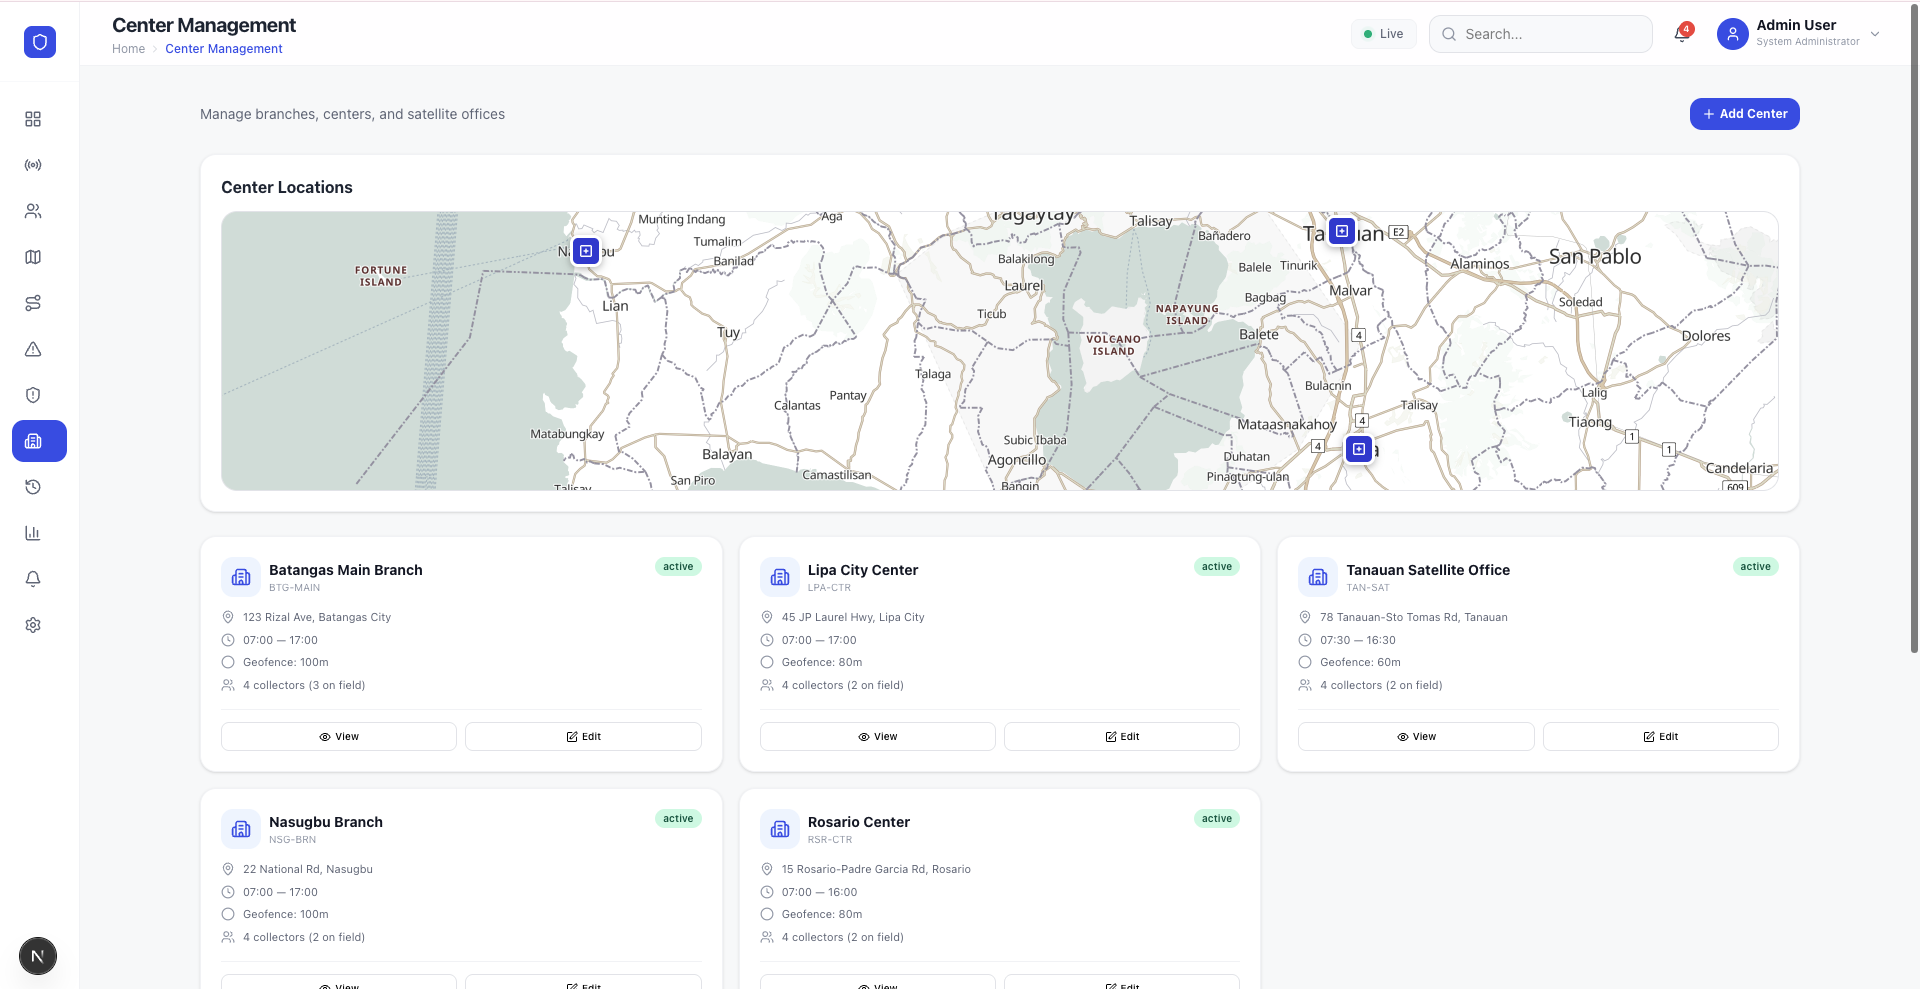 Center Management
Home > Center Management
Live
Search...
4
Admin User
System Administrator
Manage branches, centers, and satellite offices
+ Add Center
Center Locations
Munting Indang
Aga
Tagaytay
Talisay
Bañadero
E2
Tumalim
Banilad
Balakilong
Balele
Tinurik
Alaminos
San Pablo
FORTUNE
ISLAND
Laurel
Malvar
Lian
Bagbag
Soledad
Ticub
NAPAYUNG
ISLAND
Tuy
Balete
4
Dolores
VOLCANO
ISLAND
Talaga
Bulacnin
Lalig
Calantas
Pantay
Talisay
Mataasnakahoy
4
Tiaong
1
Matabungkay
Subic Ibaba
4
1
Balayan
Agoncillo
Duhatan
Candelaria
San Piro
Camastilisan
Pinagtung-ulan
Talisay
Bangin
609
Batangas Main Branch
active
BTG-MAIN
123 Rizal Ave, Batangas City
07:00 — 17:00
Geofence: 100m
4 collectors (3 on field)
View
Edit
Lipa City Center
active
LPA-CTR
45 JP Laurel Hwy, Lipa City
07:00 — 17:00
Geofence: 80m
4 collectors (2 on field)
View
Edit
Tanauan Satellite Office
active
TAN-SAT
78 Tanauan-Sto Tomas Rd, Tanauan
07:30 — 16:30
Geofence: 60m
4 collectors (2 on field)
View
Edit
Nasugbu Branch
active
NSG-BRN
22 National Rd, Nasugbu
07:00 — 17:00
Geofence: 100m
4 collectors (2 on field)
View
Edit
Rosario Center
active
RSR-CTR
15 Rosario-Padre Garcia Rd, Rosario
07:00 — 16:00
Geofence: 80m
4 collectors (2 on field)
View
Edit
N